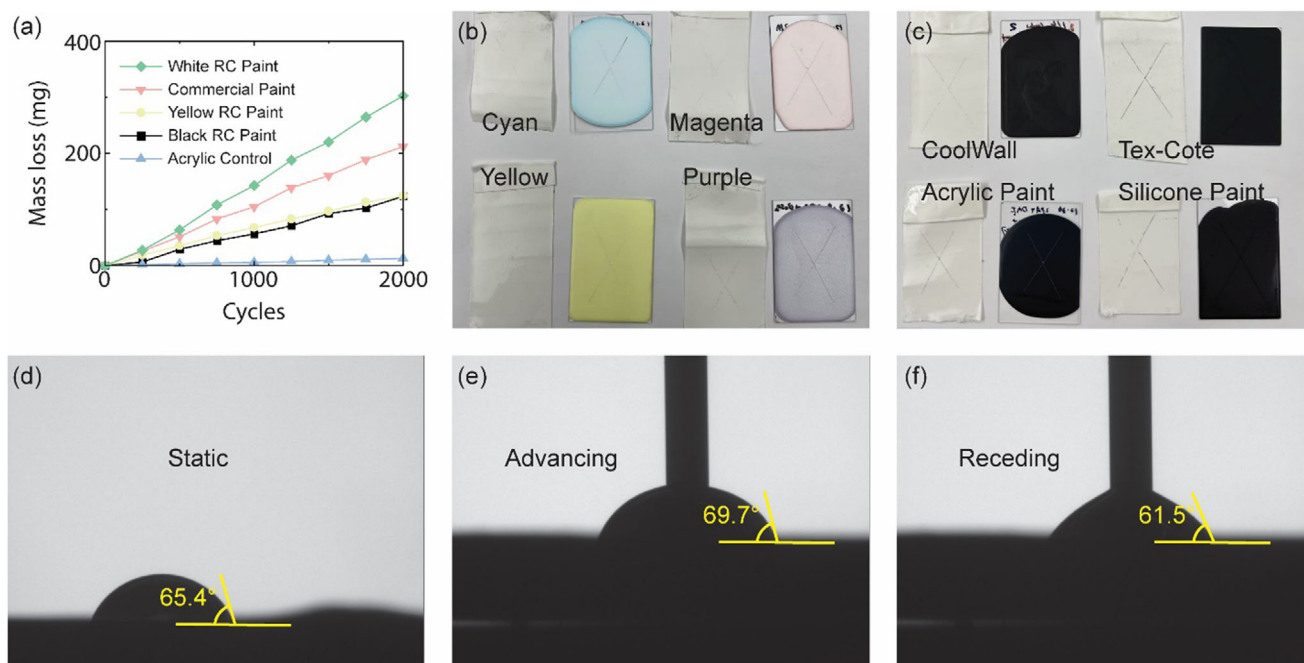 (a)
400
200
0
Mass loss (mg)
White RC Paint
Commercial Paint
Yellow RC Paint
Black RC Paint
Acrylic Control
0
1000
2000
Cycles
(b)
Cyan
Magenta
Yellow
Purple
(c)
CoolWall
Tex-Cote
Acrylic Paint
Silicone Paint
(d)
Static
65.4°
(e)
Advancing
69.7°
(f)
Receding
61.5°